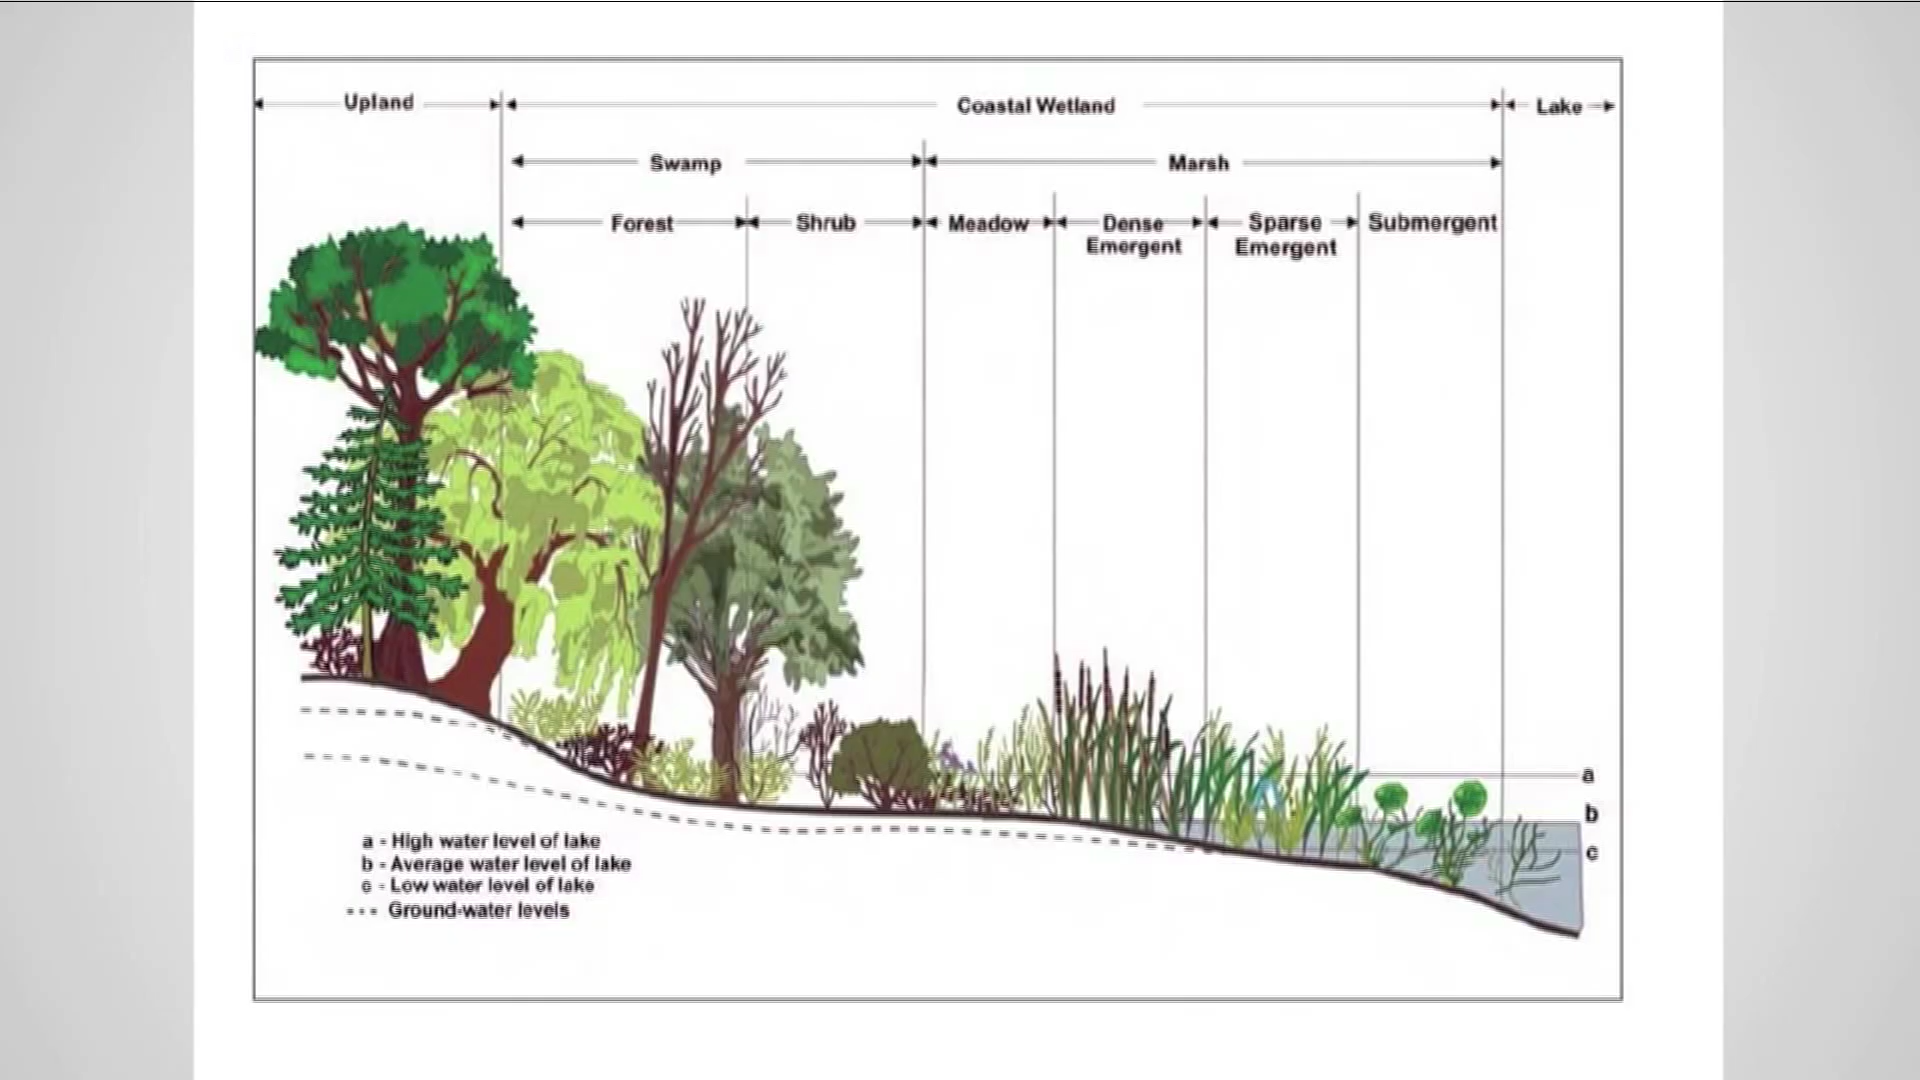 Upland
Coastal Wetland
Lake
Swamp
Marsh
Forest
Shrub
Meadow
Dense
Emergent
Sparse
Emergent
Submergent
a
b
c
a - High water level of lake
b - Average water level of lake
c - Low water level of lake
--- Ground-water levels